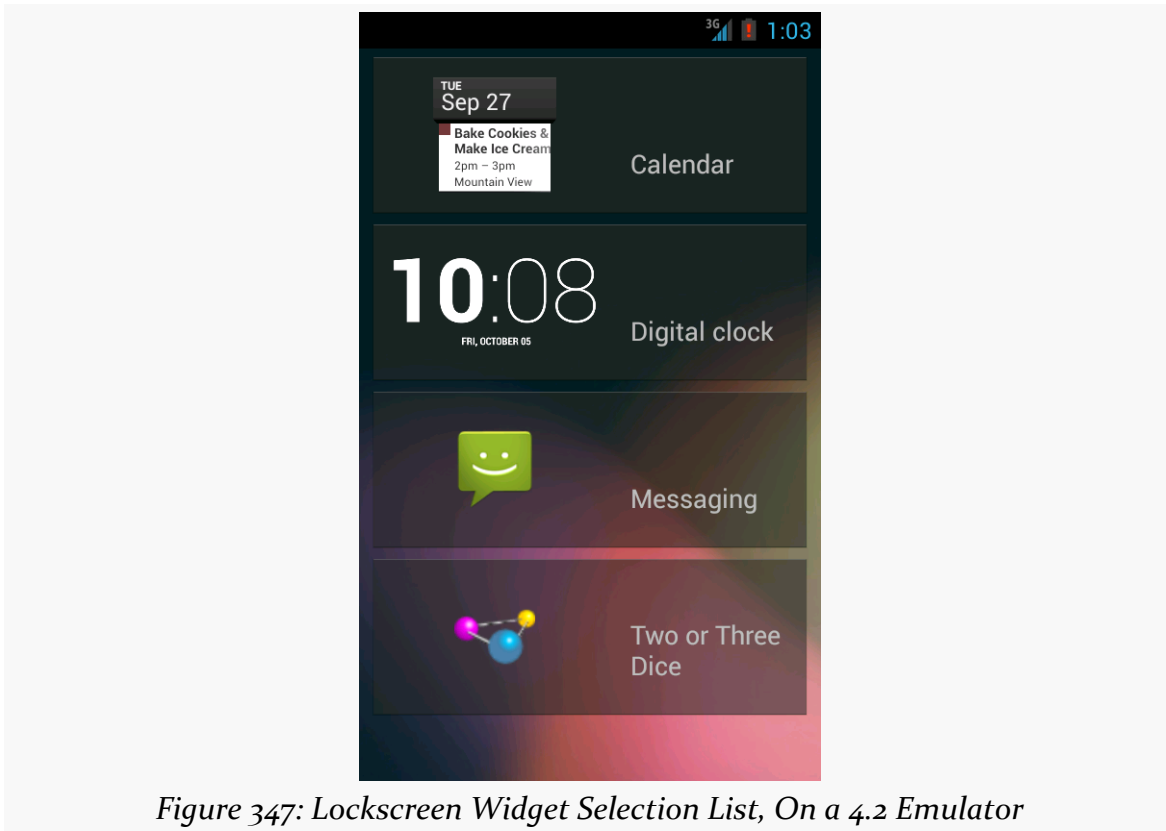 3G 1:03
TUE
Sep 27
Bake Cookies &
Make Ice Cream
2pm – 3pm
Mountain View
Calendar
10:08
FRI, OCTOBER 05
Digital clock
Messaging
Two or Three
Dice
Figure 347: Lockscreen Widget Selection List, On a 4.2 Emulator